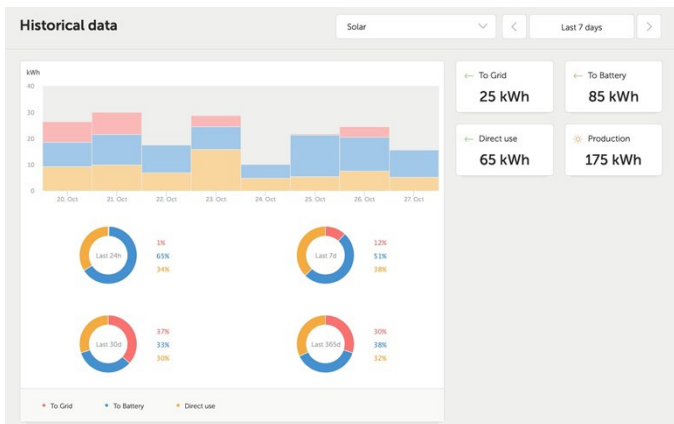 Historical data
Solar
Last 7 days
kWh
40
30
20
10
0
20. Oct
21. Oct
22. Oct
23. Oct
24. Oct
25. Oct
26. Oct
27. Oct
← To Grid
25 kWh
← To Battery
85 kWh
← Direct use
65 kWh
Production
175 kWh
Last 24h
1%
65%
34%
Last 7d
12%
51%
38%
Last 30d
37%
33%
30%
Last 365d
30%
38%
32%
To Grid
To Battery
Direct use